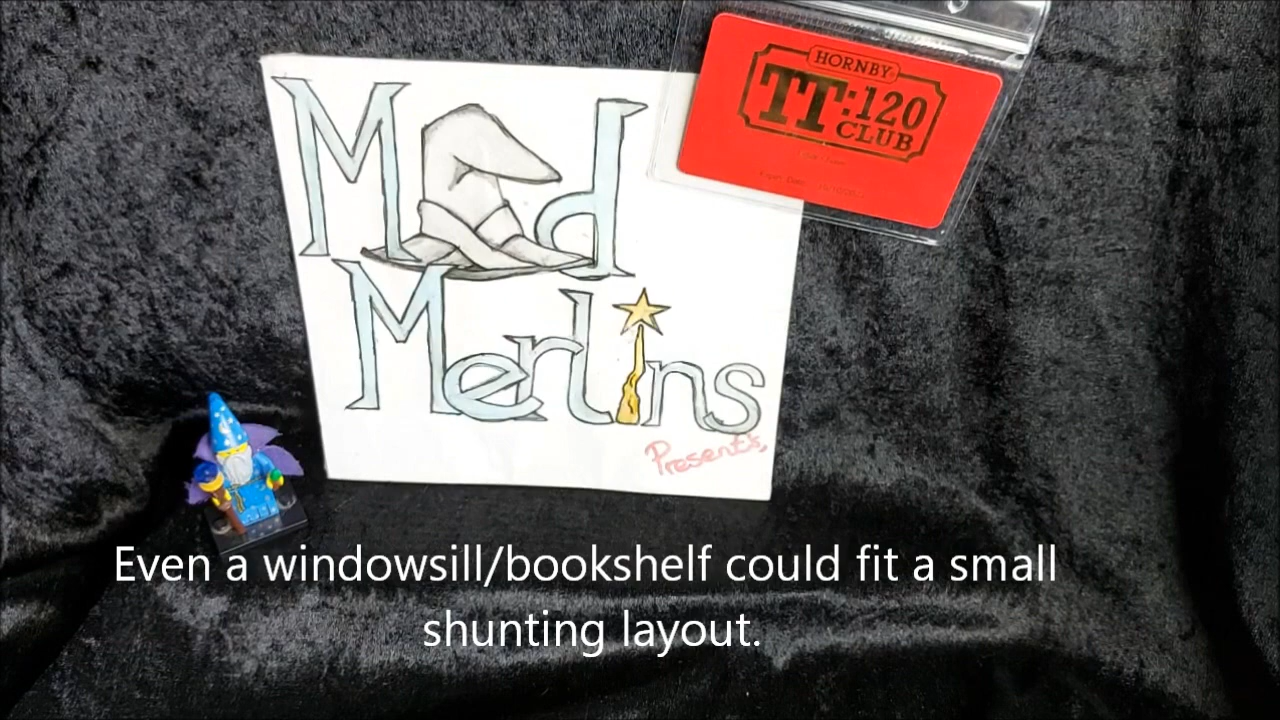 HORNBY
TT:120
CLUB
Mad
Merlins
Presents,
Even a windowsill/bookshelf could fit a small
shunting layout.